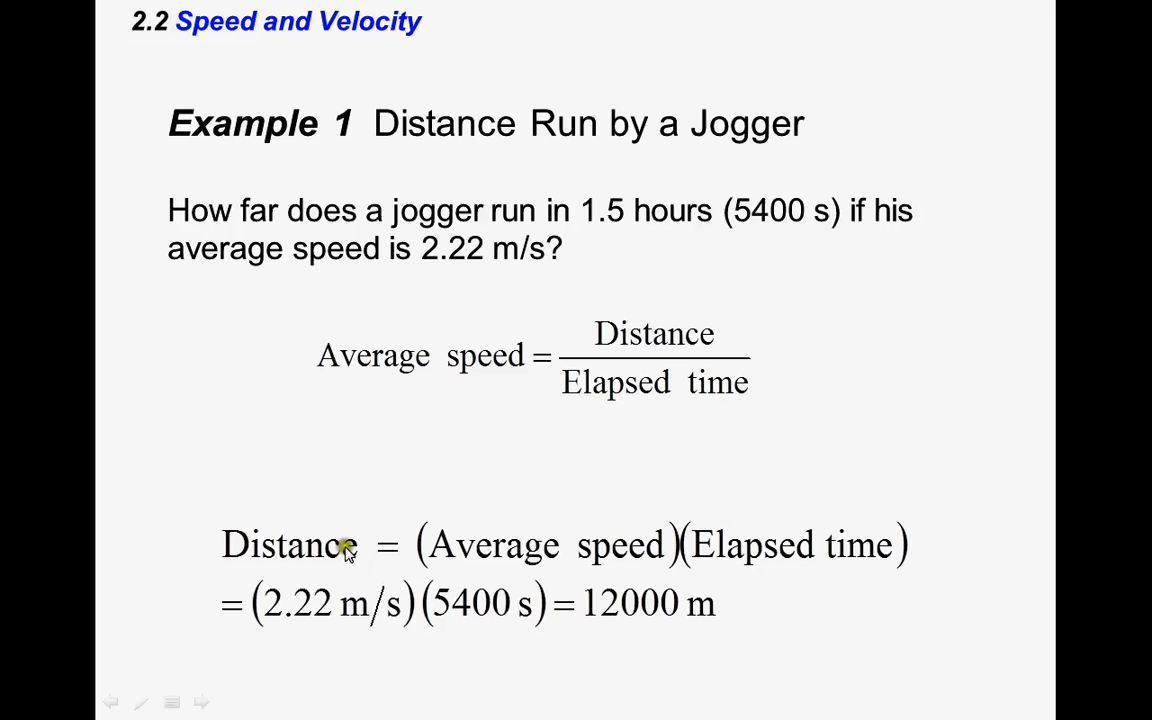 2.2 Speed and Velocity
Example 1 Distance Run by a Jogger
How far does a jogger run in 1.5 hours (5400 s) if his
average speed is 2.22 m/s?
Average speed = Distance / Elapsed time
Distance = (Average speed)(Elapsed time)
= (2.22 m/s)(5400 s) = 12000 m